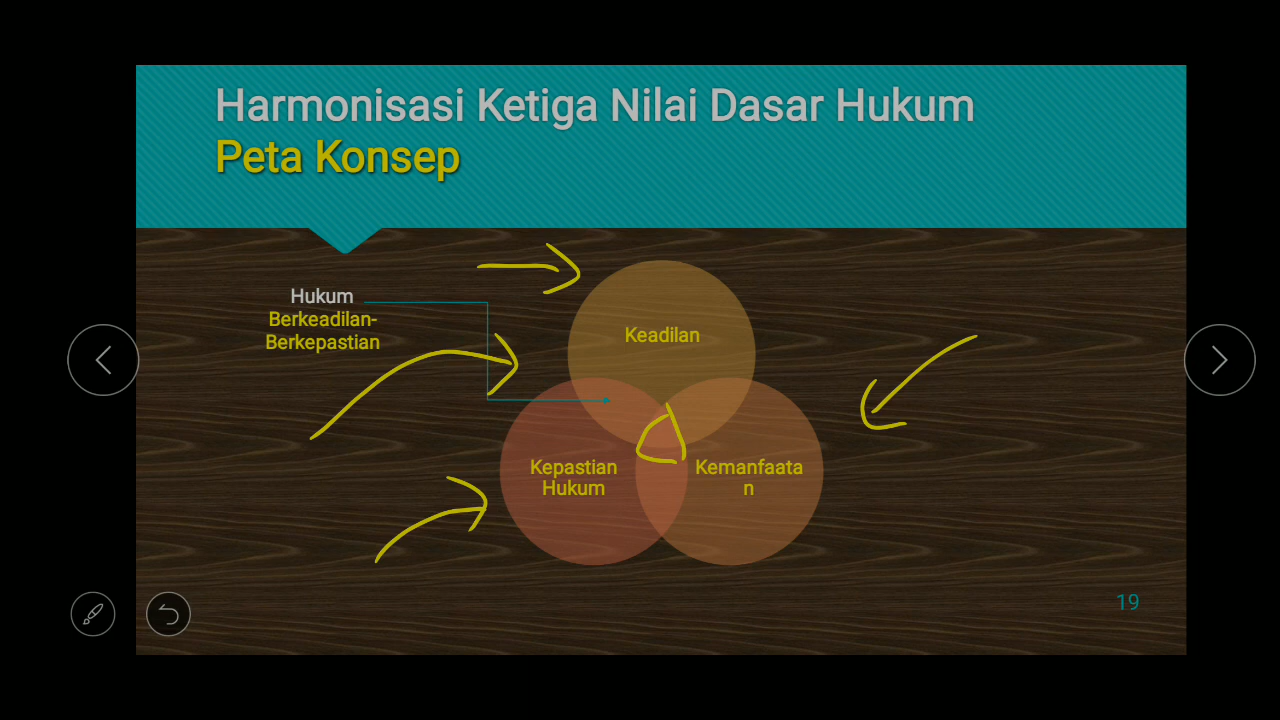 Harmonisasi Ketiga Nilai Dasar Hukum
Peta Konsep
Hukum
Berkeadilan-
Berkepastian
Keadilan
Kepastian
Hukum
Kemanfaata
n
19